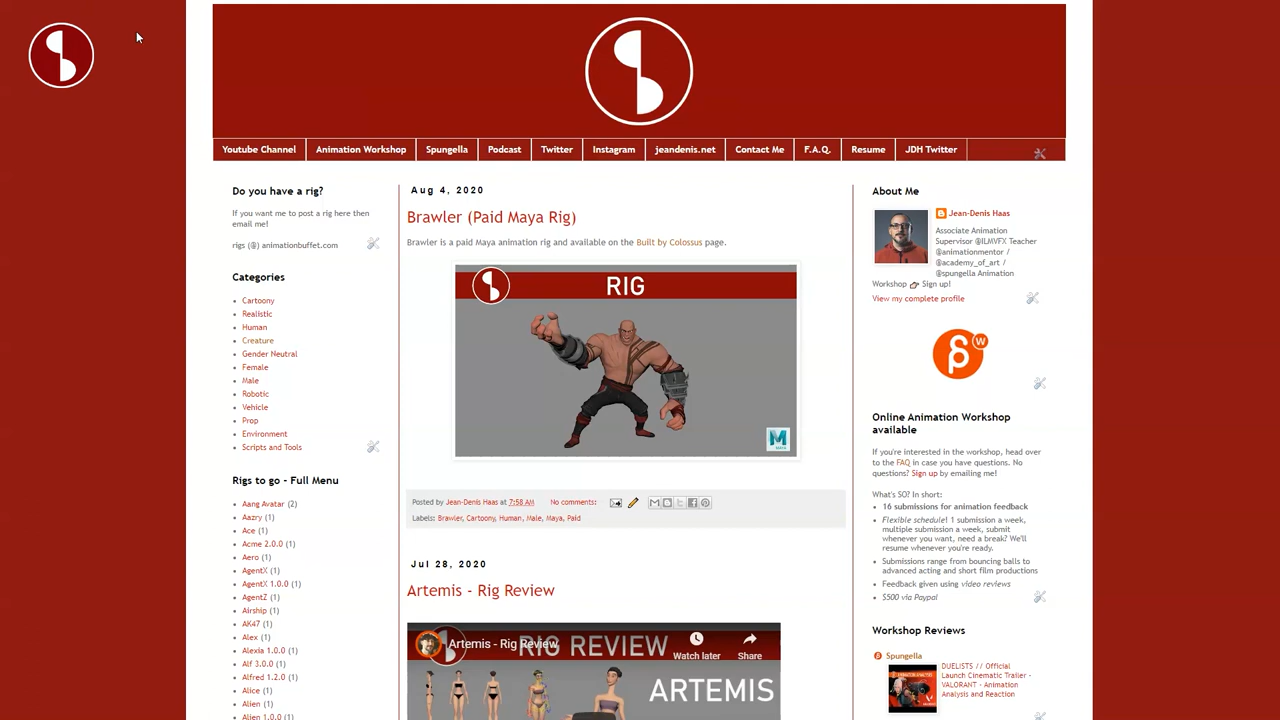 Youtube Channel Animation Workshop Spungella Podcast Twitter Instagram jeandenis.net Contact Me F.A.Q. Resume JDH Twitter
Do you have a rig?
If you want me to post a rig here then
email me!
rigs (@) animationbuffet.com
Categories
Cartoony
Realistic
Human
Creature
Gender Neutral
Female
Male
Robotic
Vehicle
Prop
Environment
Scripts and Tools
Rigs to go - Full Menu
Aang Avatar (2)
Aazry (1)
Ace (1)
Acme 2.0.0 (1)
Aero (1)
AgentX (1)
AgentX 1.0.0 (1)
AgentZ (1)
Airship (1)
AK47 (1)
Alex (1)
Alexia 1.0.0 (1)
Alf 3.0.0 (1)
Alfred 1.2.0 (1)
Alice (1)
Alien (1)
Alien 1.0.0 (1)
Aug 4, 2020
Brawler (Paid Maya Rig)
Brawler is a paid Maya animation rig and available on the Built by Colossus page.
RIG
M
Posted by Jean-Denis Haas at 7:58 AM No comments:
Labels: Brawler, Cartoony, Human, Male, Maya, Paid
Jul 28, 2020
Artemis - Rig Review
Artemis - Rig Review
RIG REVIEW
Watch later
Share
ARTEMIS
About Me
Jean-Denis Haas
Associate Animation
Supervisor @ILMVFX Teacher
@animationmentor /
@academy_of_art /
@spungella Animation
Workshop 👉 Sign up!
View my complete profile
W
Online Animation Workshop
available
If you're interested in the workshop, head over
to the FAQ in case you have questions. No
questions? Sign up by emailing me!
What's SO? In short:
16 submissions for animation feedback
Flexible schedule! 1 submission a week,
multiple submission a week, submit
whenever you want, need a break? We'll
resume whenever you're ready.
Submissions range from bouncing balls to
advanced acting and short film productions
Feedback given using video reviews
$500 via Paypal
Workshop Reviews
Spungella
DUELISTS // Official
Launch Cinematic Trailer -
VALORANT - Animation
Analysis and Reaction